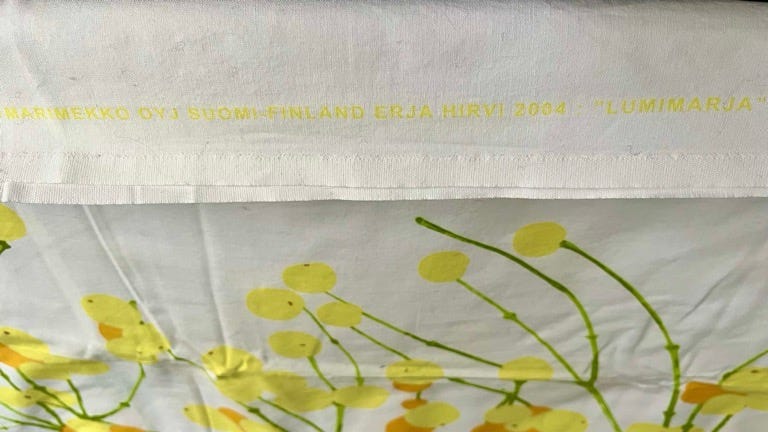 MARIMEKKO OYJ SUOMI-FINLAND ERJA HIRVI 2004 : "LUMIMARJA"